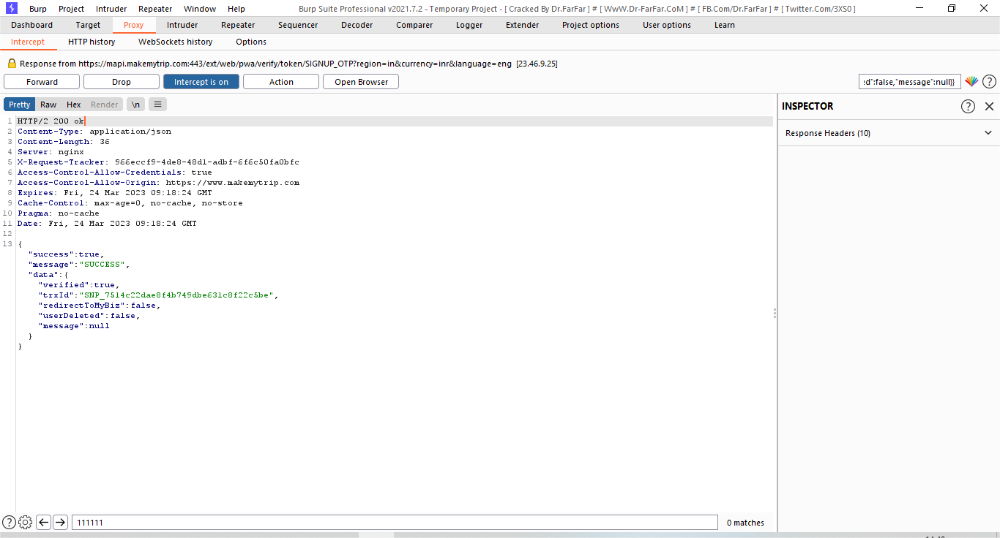 Burp Project Intruder Repeater Window Help Burp Suite Professional v2021.7.2 - Temporary Project - [ Cracked By Dr.FarFar ] # [ WwW.Dr-FarFar.CoM ] # [ FB.Com/Dr.FarFar ] # [ Twitter.Com/3XS0 ]
Dashboard Target Proxy Intruder Repeater Sequencer Decoder Comparer Logger Extender Project options User options Learn
Intercept HTTP history WebSockets history Options
Response from https://mapi.makemytrip.com:443/ext/web/pwa/verify/token/SIGNUP_OTP?region=in&currency=inr&language=eng [23.46.9.25]
Forward Drop Intercept is on Action Open Browser :d":false,"message":null}} ?
Pretty Raw Hex Render \n
INSPECTOR ?
Response Headers (10)
1 HTTP/2 200 ok
2 Content-Type: application/json
3 Content-Length: 36
4 Server: nginx
5 X-Request-Tracker: 966eccf9-4de8-48d1-adbf-6f6c50fa0bfc
6 Access-Control-Allow-Credentials: true
7 Access-Control-Allow-Origin: https://www.makemytrip.com
8 Expires: Fri, 24 Mar 2023 09:18:24 GMT
9 Cache-Control: max-age=0, no-cache, no-store
10 Pragma: no-cache
11 Date: Fri, 24 Mar 2023 09:18:24 GMT
12
13 {
"success":true,
"message":"SUCCESS",
"data":{
"verified":true,
"trxId":"SNP_7514c22dae8f4b749dbe631c8f22c5be",
"redirectToMyBiz":false,
"userDeleted":false,
"message":null
}
}
? 111111 0 matches